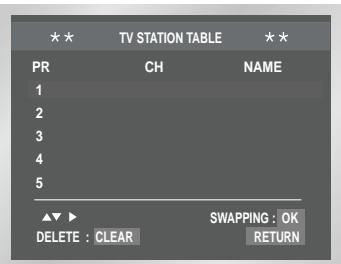 ** TV STATION TABLE **
PR CH NAME
1
2
3
4
5
▲▼ ▶ SWAPPING : OK
DELETE : CLEAR RETURN